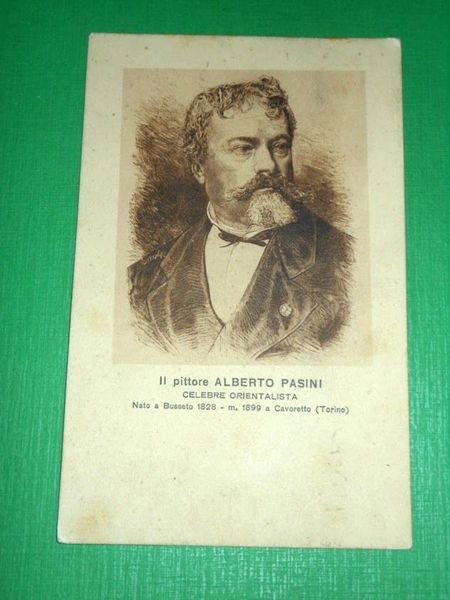 Il pittore ALBERTO PASINI
CELEBRE ORIENTALISTA
Nato a Busseto 1828 - m. 1899 a Cavoretto (Torino)